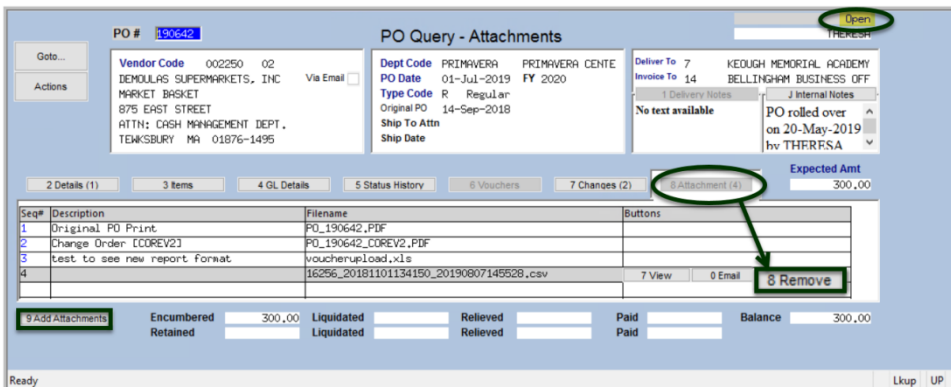 PO # 190642
PO Query - Attachments
Open
THERESA
Goto...
Actions
Vendor Code 002250 02
DEMOULAS SUPERMARKETS, INC Via Email
MARKET BASKET
875 EAST STREET
ATTN: CASH MANAGEMENT DEPT.
TEWKSBURY MA 01876-1495
Dept Code PRIMAVERA PRIMAVERA CENTE
PO Date 01-Jul-2019 FY 2020
Type Code R Regular
Original PO 14-Sep-2018
Ship To Attn
Ship Date
Deliver To 7 KEOUGH MEMORIAL ACADEMY
Invoice To 14 BELLINGHAM BUSINESS OFF
1 Delivery Notes J Internal Notes
No text available
PO rolled over
on 20-May-2019
by THERESA
Expected Amt
300.00
2 Details (1) 3 Items 4 GL Details 5 Status History 6 Vouchers 7 Changes (2) 8 Attachment (4)
Seq# Description Filename Buttons
1 Original PO Print PO_190642.PDF
2 Change Order [COREV2] PO_190642_COREV2.PDF
3 test to see new report format voucherupload.xls
4 16256_20181101134150_20190807145528.csv 7 View 0 Email 8 Remove
9 Add Attachments
Encumbered 300.00 Liquidated Relieved Paid Balance 300.00
Retained Liquidated Relieved Paid
Ready Lkup UP